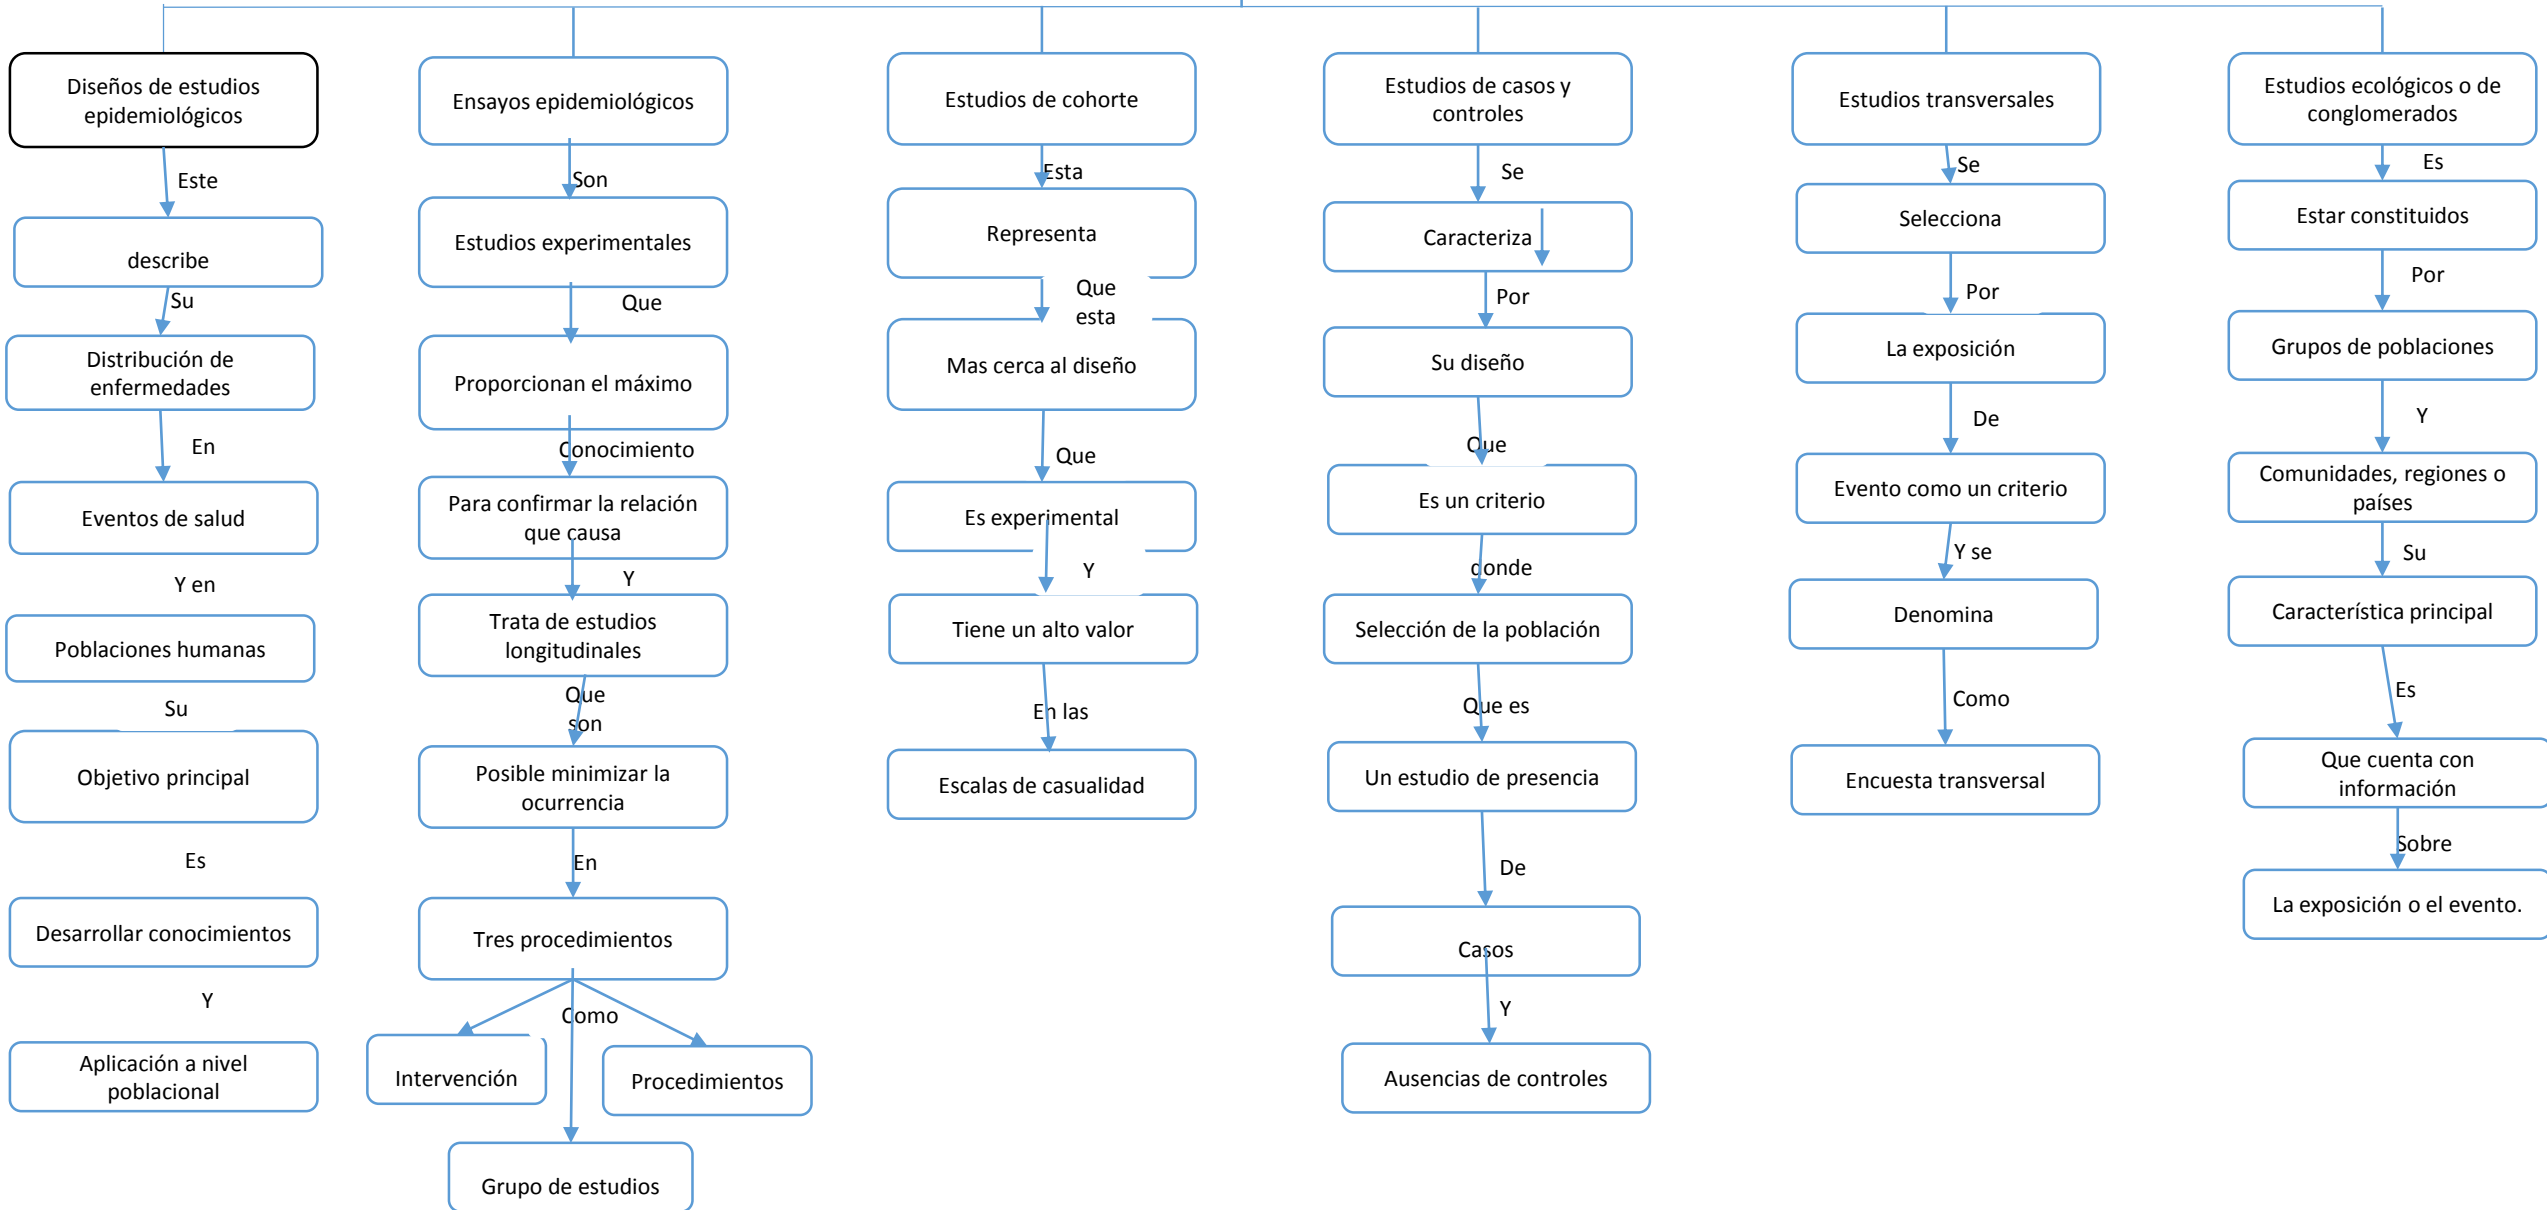 Diseños de estudios
epidemiológicos
Este
describe
Su
Distribución de
enfermedades
En
Eventos de salud
Y en
Poblaciones humanas
Su
Objetivo principal
Es
Desarrollar conocimientos
Y
Aplicación a nivel
poblacional
Ensayos epidemiológicos
Son
Estudios experimentales
Que
Proporcionan el máximo
Conocimiento
Para confirmar la relación
que causa
Y
Trata de estudios
longitudinales
Que
son
Posible minimizar la
ocurrencia
En
Tres procedimientos
Como
Intervención
Procedimientos
Grupo de estudios
Estudios de cohorte
Esta
Representa
Que
esta
Mas cerca al diseño
Que
Es experimental
Y
Tiene un alto valor
En las
Escalas de casualidad
Estudios de casos y
controles
Se
Caracteriza
Por
Su diseño
Que
Es un criterio
donde
Selección de la población
Que es
Un estudio de presencia
De
Casos
Y
Ausencias de controles
Estudios transversales
Se
Selecciona
Por
La exposición
De
Evento como un criterio
Y se
Denomina
Como
Encuesta transversal
Estudios ecológicos o de
conglomerados
Es
Estar constituidos
Por
Grupos de poblaciones
Y
Comunidades, regiones o
países
Su
Característica principal
Es
Que cuenta con
información
Sobre
La exposición o el evento.